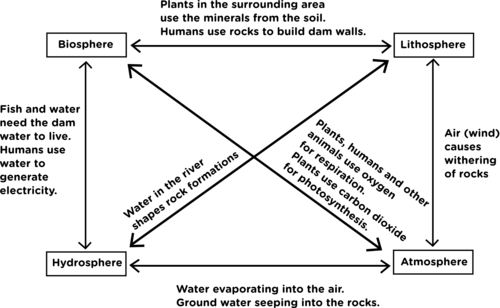 Plants in the surrounding area
use the minerals from the soil.
Humans use rocks to build dam walls.
Biosphere
Lithosphere
Fish and water
need the dam
water to live.
Humans use
water to
generate
electricity.
Water in the river
shapes rock formations
Plants, humans and other
animals use oxygen
for respiration.
Plants use carbon dioxide
for photosynthesis.
Air (wind)
causes
withering
of rocks
Hydrosphere
Atmosphere
Water evaporating into the air.
Ground water seeping into the rocks.